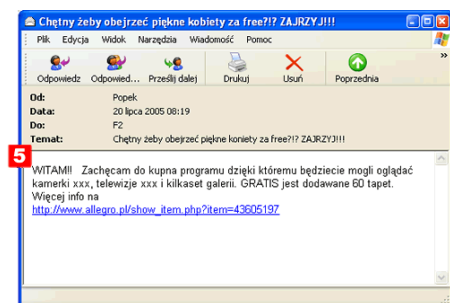 Chętny żeby obejrzeć piękne kobiety za free?!? ZAJRZYJ!!!
Plik Edycja Widok Narzędzia Wiadomość Pomoc
»
Odpowiedz Odpowied... Prześlij dalej Drukuj Usuń Poprzednia
Od: Popek
Data: 20 lipca 2005 08:19
Do: F2
Temat: Chętny żeby obejrzeć piękne koniety za free?!? ZAJRZYJ!!!
5
WITAM!! Zachęcam do kupna programu dzięki któremu będziecie mogli oglądać
kamerki xxx, telewizje xxx i kilkaset galerii. GRATIS jest dodawane 60 tapet.
Więcej info na
http://www.allegro.pl/show_item.php?item=43605197